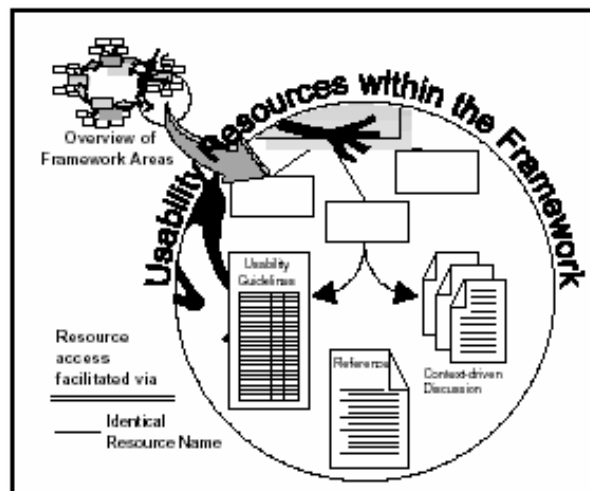 Usability Resources within the Framework
Overview of
Framework Areas
Usability
Guidelines
Reference
Context-driven
Discussion
Resource
access
facilitated via
Identical
Resource Name